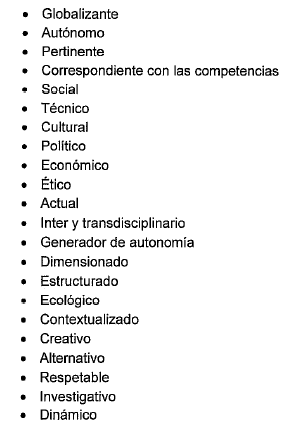 • Globalizante
• Autónomo
• Pertinente
• Correspondiente con las competencias
• Social
• Técnico
• Cultural
• Político
• Económico
• Ético
• Actual
• Inter y transdisciplinario
• Generador de autonomía
• Dimensionado
• Estructurado
• Ecológico
• Contextualizado
• Creativo
• Alternativo
• Respetable
• Investigativo
• Dinámico